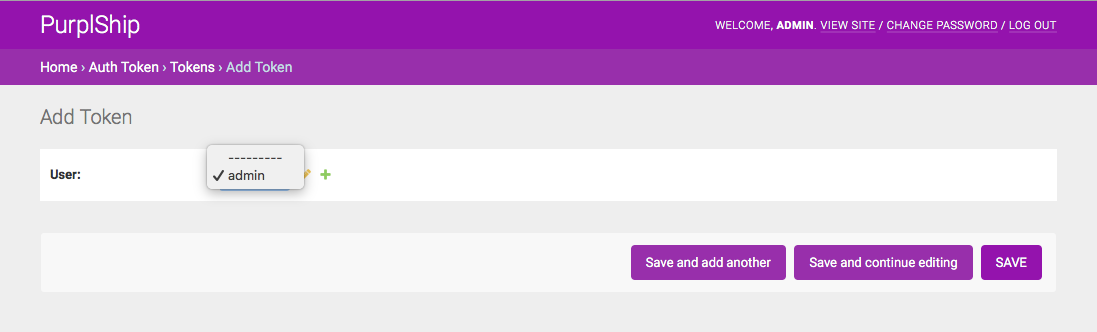 PurplShip
WELCOME, ADMIN. VIEW SITE / CHANGE PASSWORD / LOG OUT
Home › Auth Token › Tokens › Add Token
Add Token
---------
User:
✓ admin
Save and add another
Save and continue editing
SAVE